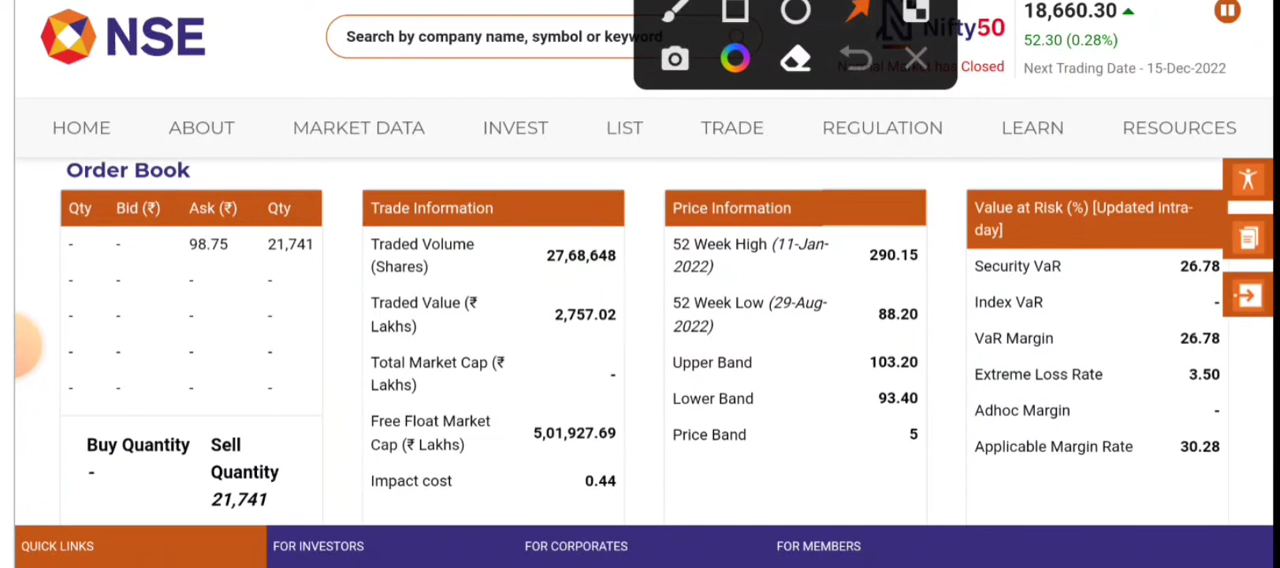 NSE
Search by company name, symbol or keyword
Nifty50
18,660.30
52.30 (0.28%)
Normal Market has Closed
Next Trading Date - 15-Dec-2022
HOME ABOUT MARKET DATA INVEST LIST TRADE REGULATION LEARN RESOURCES
Order Book
Qty Bid (₹) Ask (₹) Qty
- - 98.75 21,741
- - - -
- - - -
- - - -
- - - -
Buy Quantity Sell
- Quantity
21,741
Trade Information
Traded Volume
(Shares) 27,68,648
Traded Value (₹
Lakhs) 2,757.02
Total Market Cap (₹
Lakhs) -
Free Float Market
Cap (₹ Lakhs) 5,01,927.69
Impact cost 0.44
Price Information
52 Week High (11-Jan-
2022) 290.15
52 Week Low (29-Aug-
2022) 88.20
Upper Band 103.20
Lower Band 93.40
Price Band 5
Value at Risk (%) [Updated intra-
day]
Security VaR 26.78
Index VaR -
VaR Margin 26.78
Extreme Loss Rate 3.50
Adhoc Margin -
Applicable Margin Rate 30.28
QUICK LINKS FOR INVESTORS FOR CORPORATES FOR MEMBERS